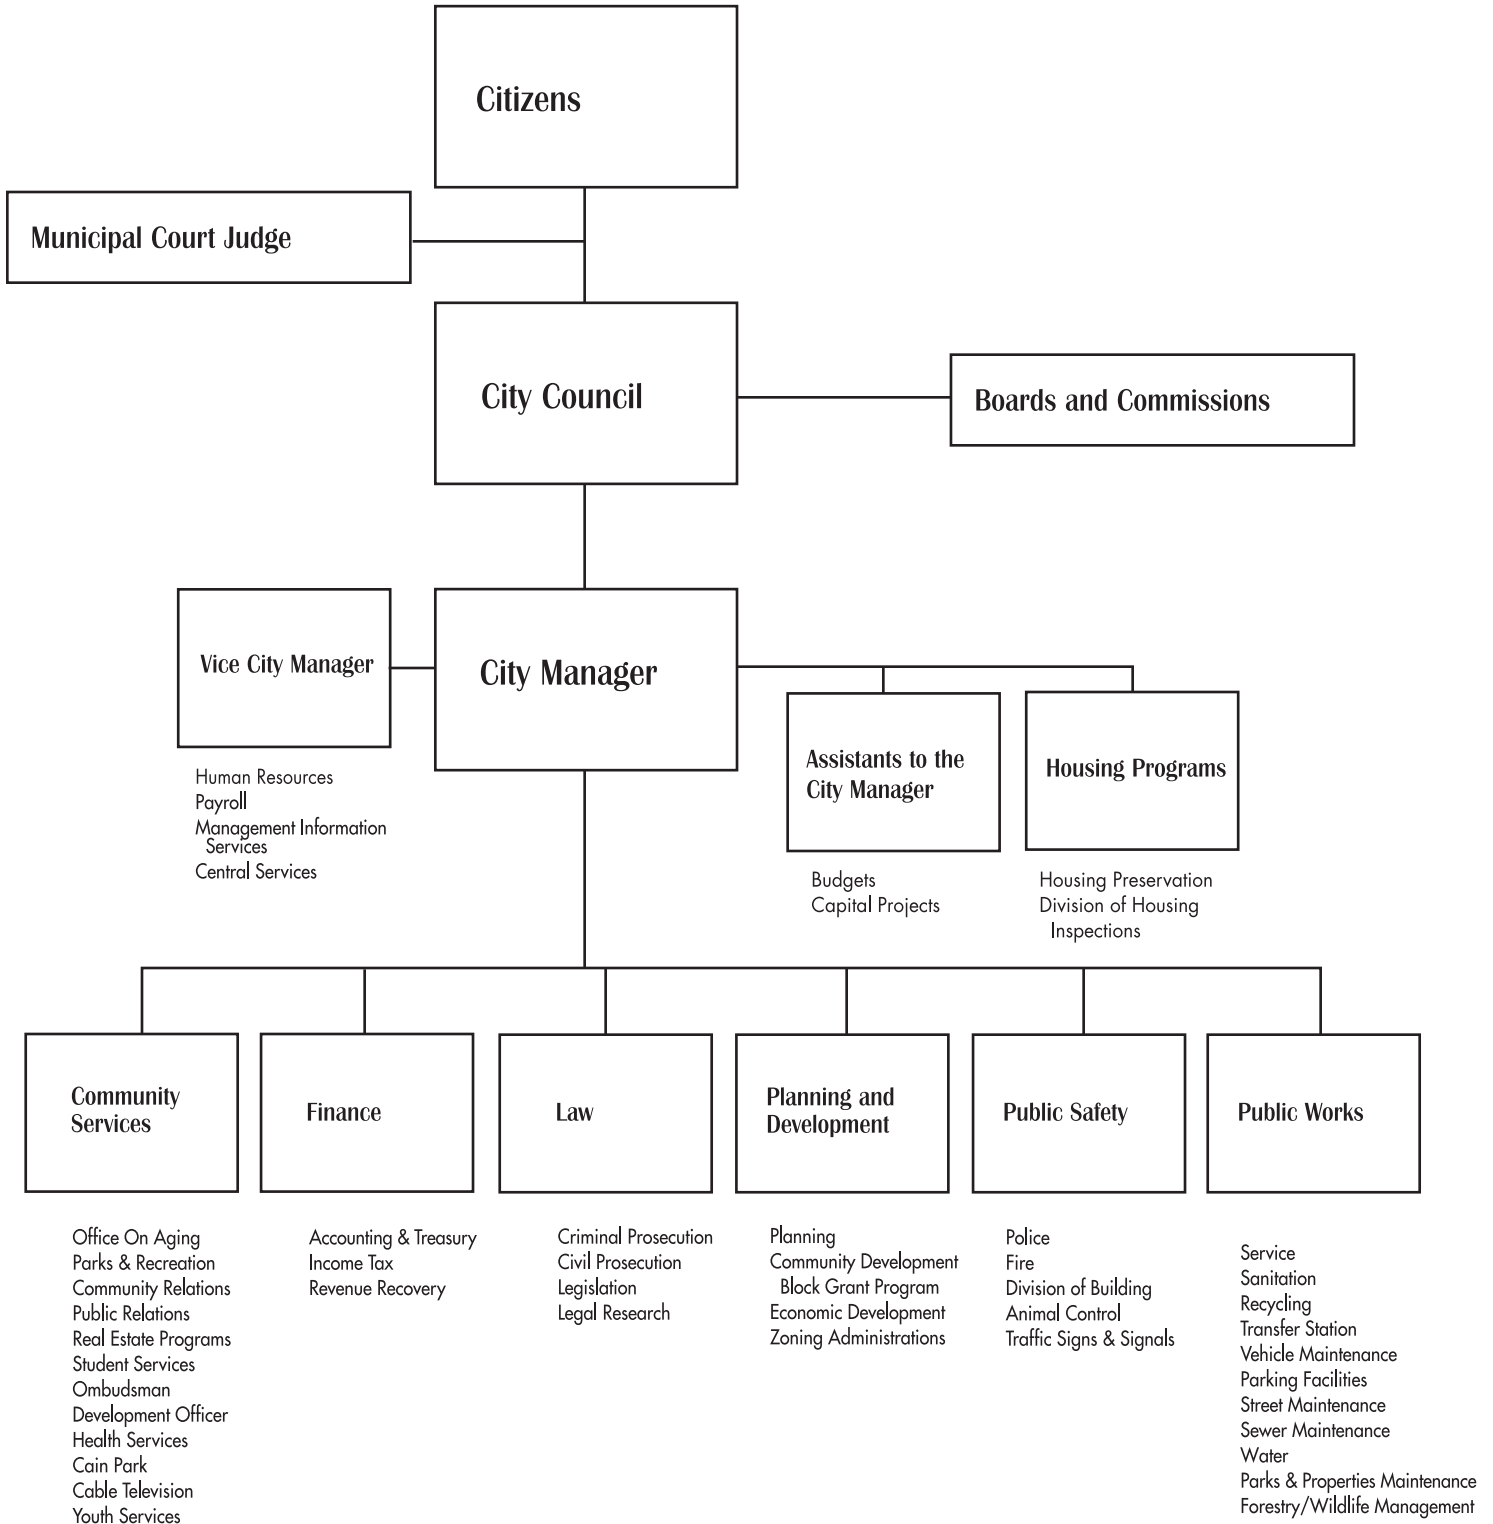 Citizens
Municipal Court Judge
City Council
Boards and Commissions
Vice City Manager
City Manager
Human Resources
Payroll
Management Information
Services
Central Services
Assistants to the
City Manager
Housing Programs
Budgets
Capital Projects
Housing Preservation
Division of Housing
Inspections
Community
Services
Finance
Law
Planning and
Development
Public Safety
Public Works
Office On Aging
Parks & Recreation
Community Relations
Public Relations
Real Estate Programs
Student Services
Ombudsman
Development Officer
Health Services
Cain Park
Cable Television
Youth Services
Accounting & Treasury
Income Tax
Revenue Recovery
Criminal Prosecution
Civil Prosecution
Legislation
Legal Research
Planning
Community Development
Block Grant Program
Economic Development
Zoning Administrations
Police
Fire
Division of Building
Animal Control
Traffic Signs & Signals
Service
Sanitation
Recycling
Transfer Station
Vehicle Maintenance
Parking Facilities
Street Maintenance
Sewer Maintenance
Water
Parks & Properties Maintenance
Forestry/Wildlife Management